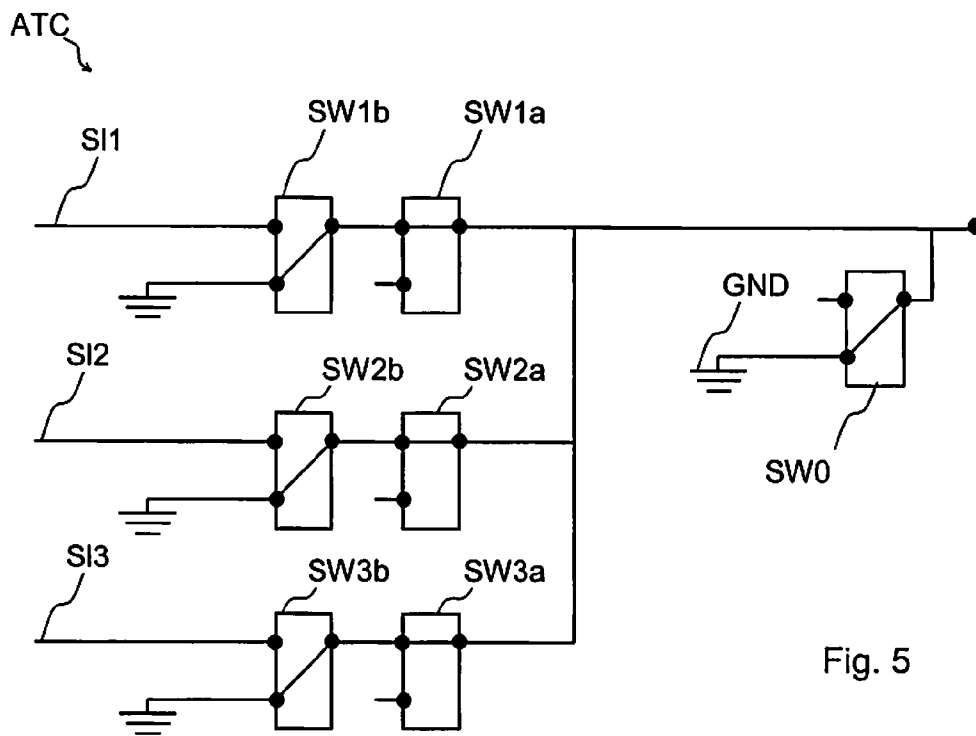 ATC
SW1b
SW1a
SI1
GND
SI2
SW2b
SW2a
SW0
SI3
SW3b
SW3a
Fig. 5